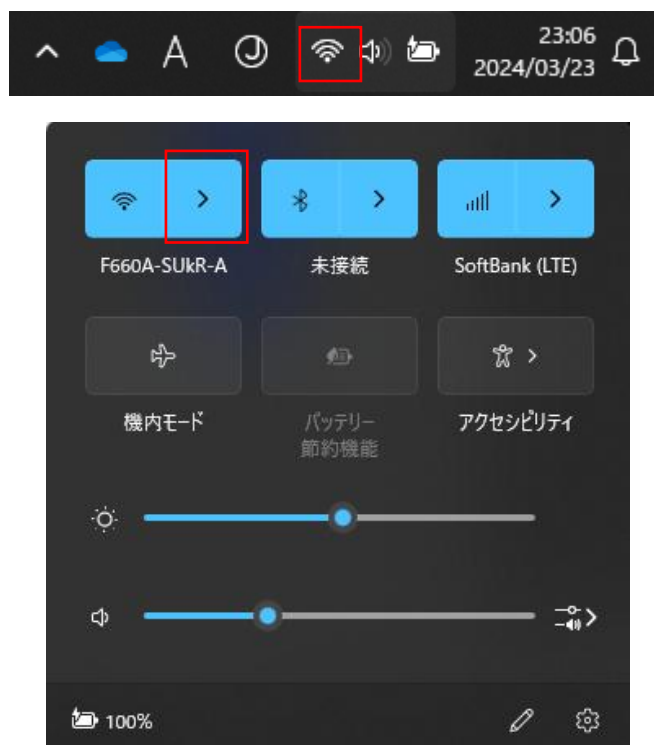 A
23:06
2024/03/23
F660A-SUkR-A
未接続
SoftBank (LTE)
機内モード
バッテリー
節約機能
アクセシビリティ
100%